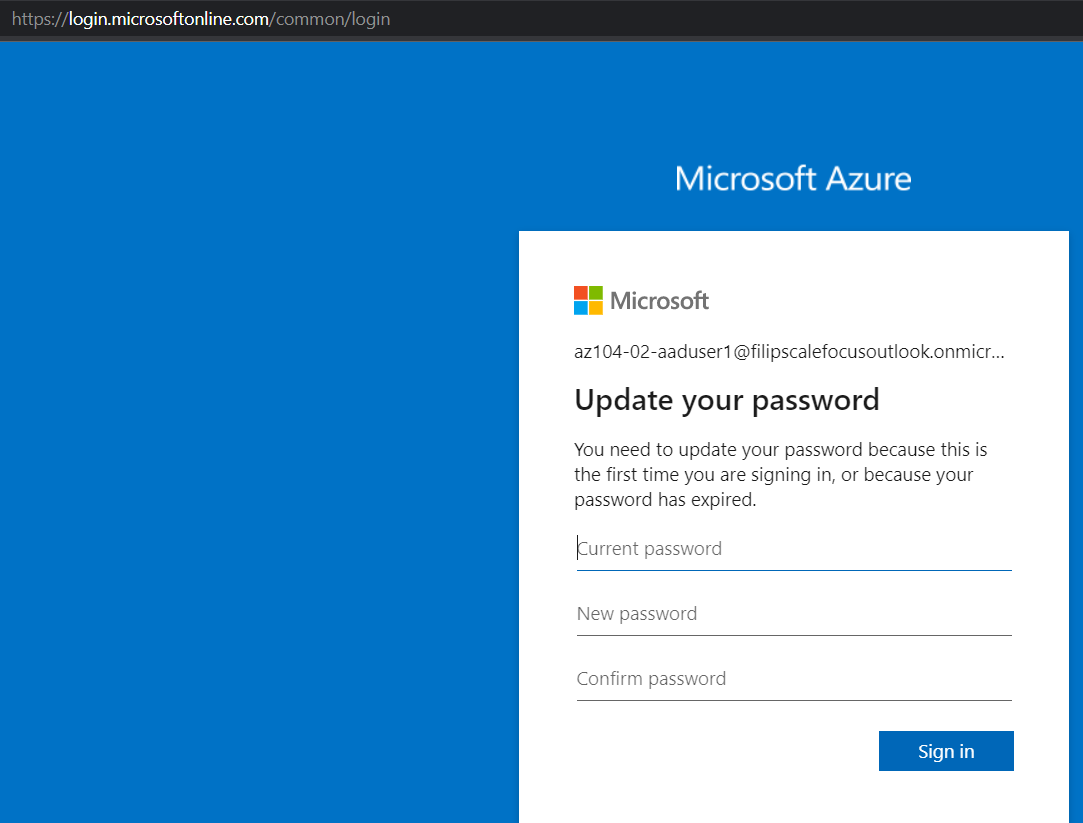 https://login.microsoftonline.com/common/login
Microsoft Azure
Microsoft
az104-02-aaduser1@filipscalefocusoutlook.onmicr...
Update your password
You need to update your password because this is
the first time you are signing in, or because your
password has expired.
Current password
New password
Confirm password
Sign in